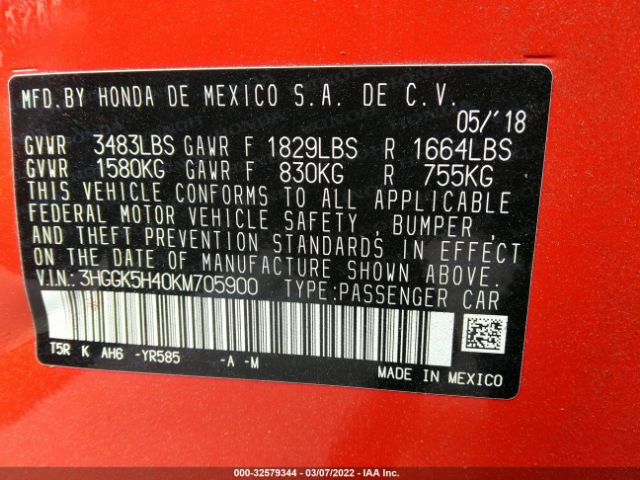 MFD.BY HONDA DE MEXICO S.A. DE C.V.
05/'18
GVWR 3483LBS GAWR F 1829LBS R 1664LBS
GVWR 1580KG GAWR F 830KG R 755KG
THIS VEHICLE CONFORMS TO ALL APPLICABLE
FEDERAL MOTOR VEHICLE SAFETY , BUMPER ,
AND THEFT PREVENTION STANDARDS IN EFFECT
ON THE DATE OF MANUFACTURE SHOWN ABOVE.
V.I.N.: 3HGGK5H40KM705900 TYPE:PASSENGER CAR
T5R K AH6 -YR585 -A -M
MADE IN MEXICO
000-32579344 - 03/07/2022 - IAA Inc.